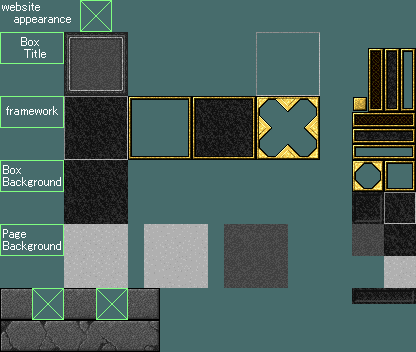 website
appearance
Box
Title
framework
Box
Background
Page
Background